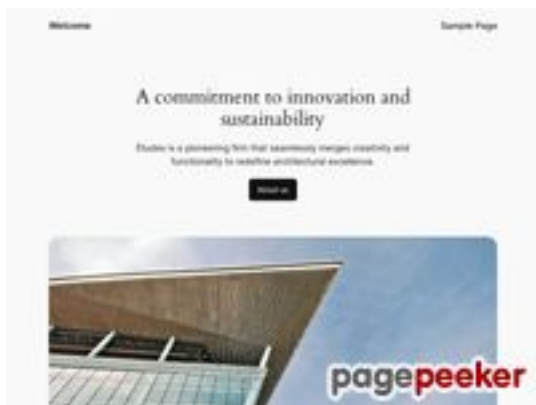 Welcome
Sample Page
A commitment to innovation and
sustainability
Études is a pioneering firm that seamlessly merges creativity and
functionality to redefine architectural excellence.
About us
pagepeeker